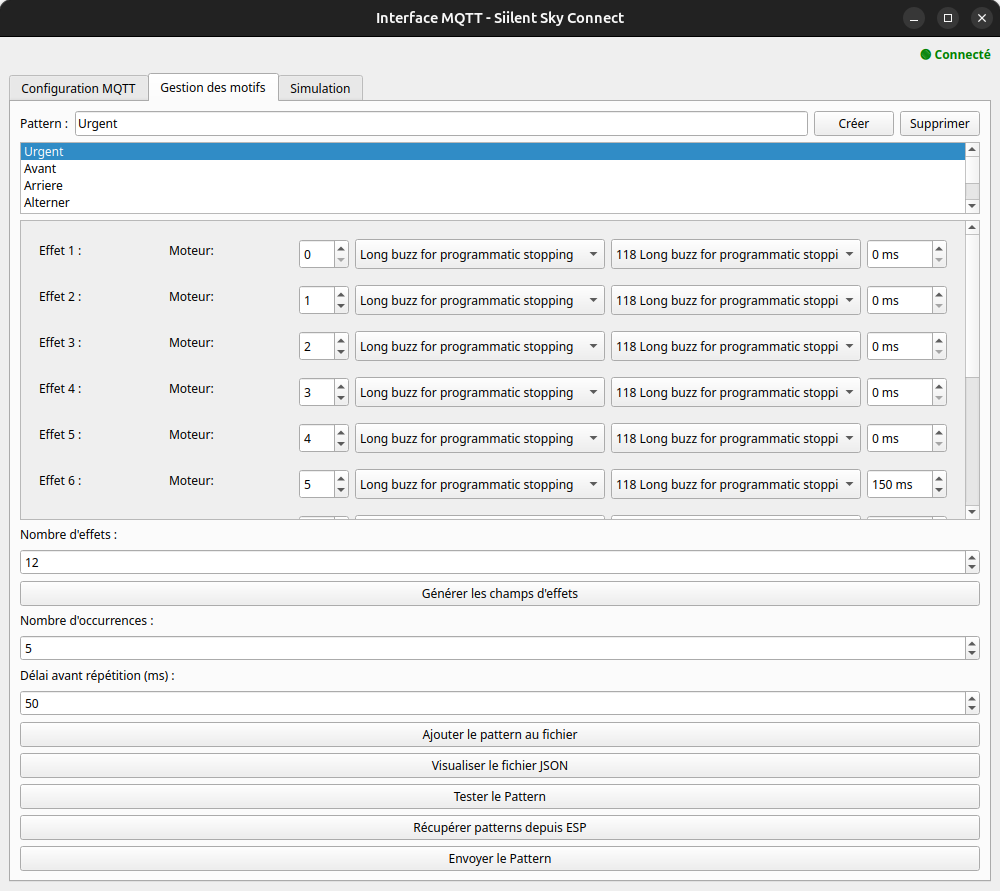 Interface MQTT - Siilent Sky Connect
Connecté
Configuration MQTT Gestion des motifs Simulation
Pattern : Urgent Créer Supprimer
Urgent
Avant
Arriere
Alterner
Effet 1 : Moteur: 0 Long buzz for programmatic stopping 118 Long buzz for programmatic stoppi 0 ms
Effet 2 : Moteur: 1 Long buzz for programmatic stopping 118 Long buzz for programmatic stoppi 0 ms
Effet 3 : Moteur: 2 Long buzz for programmatic stopping 118 Long buzz for programmatic stoppi 0 ms
Effet 4 : Moteur: 3 Long buzz for programmatic stopping 118 Long buzz for programmatic stoppi 0 ms
Effet 5 : Moteur: 4 Long buzz for programmatic stopping 118 Long buzz for programmatic stoppi 0 ms
Effet 6 : Moteur: 5 Long buzz for programmatic stopping 118 Long buzz for programmatic stoppi 150 ms
Nombre d'effets :
12
Générer les champs d'effets
Nombre d'occurrences :
5
Délai avant répétition (ms) :
50
Ajouter le pattern au fichier
Visualiser le fichier JSON
Tester le Pattern
Récupérer patterns depuis ESP
Envoyer le Pattern